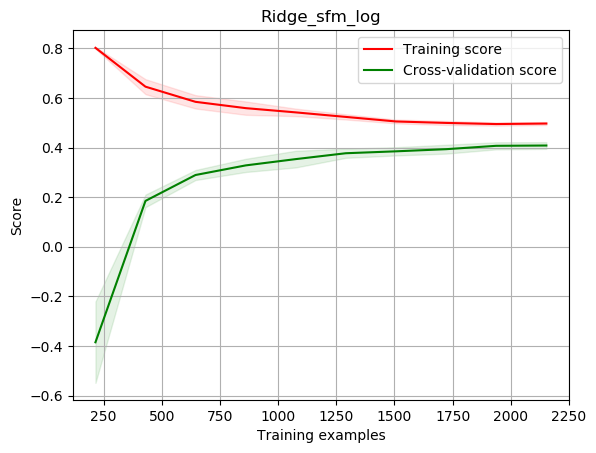 Ridge_sfm_log
Training score
Cross-validation score
Score
0.8
0.6
0.4
0.2
0.0
−0.2
−0.4
−0.6
250 500 750 1000 1250 1500 1750 2000 2250
Training examples